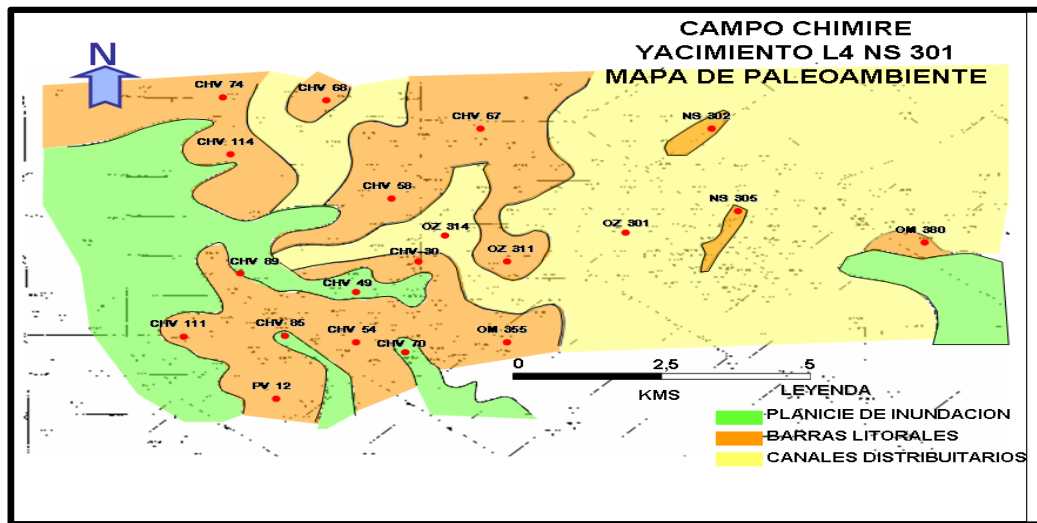 CAMPO CHIMIRE
YACIMIENTO L4 NS 301
MAPA DE PALEOAMBIENTE
N
CHV 74
CHV 68
CHV 67
NS 302
CHV 114
CHV 58
NS 305
OZ 314
OZ 301
OM 380
CHV 30
OZ 311
CHV 89
CHV 49
CHV 111
CHV 85
CHV 54
CHV 70
OM 355
PV 12
0 2,5 5
KMS
LEYENDA
PLANICIE DE INUNDACION
BARRAS LITORALES
CANALES DISTRIBUITARIOS